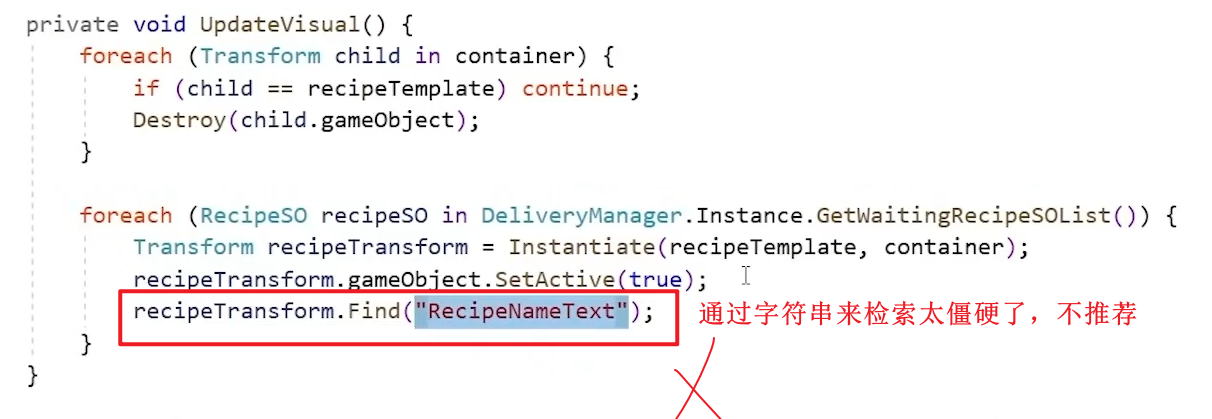 private void UpdateVisual() {
foreach (Transform child in container) {
if (child == recipeTemplate) continue;
Destroy(child.gameObject);
}
foreach (RecipeSO recipeSO in DeliveryManager.Instance.GetWaitingRecipeSOList()) {
Transform recipeTransform = Instantiate(recipeTemplate, container);
recipeTransform.gameObject.SetActive(true);
recipeTransform.Find("RecipeNameText"); 通过字符串来检索太僵硬了，不推荐
}
}